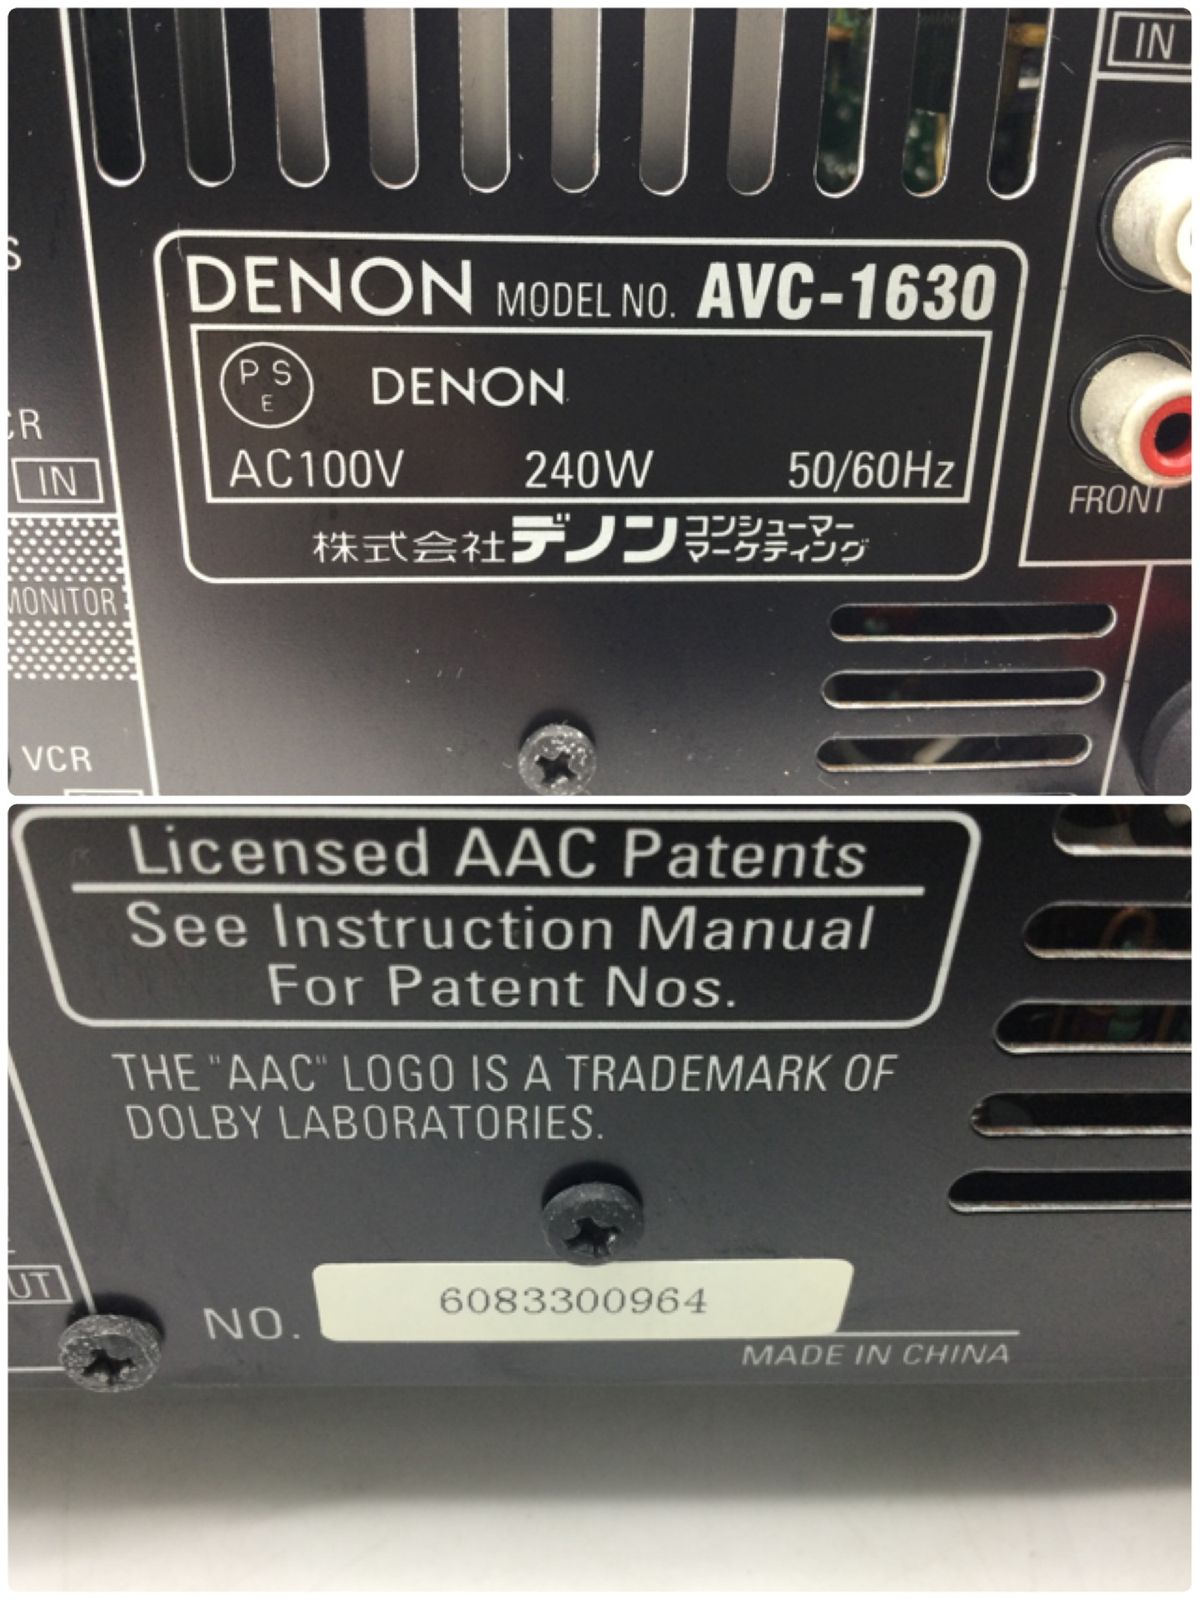 IN
DENON MODEL NO. AVC-1630
PSE DENON
AC100V 240W 50/60Hz
株式会社デノン コンシューマー
マーケティング
S
CR
IN
MONITOR
VCR
FRONT
Licensed AAC Patents
See Instruction Manual
For Patent Nos.
THE "AAC" LOGO IS A TRADEMARK OF
DOLBY LABORATORIES.
UT
NO. 6083300964
MADE IN CHINA